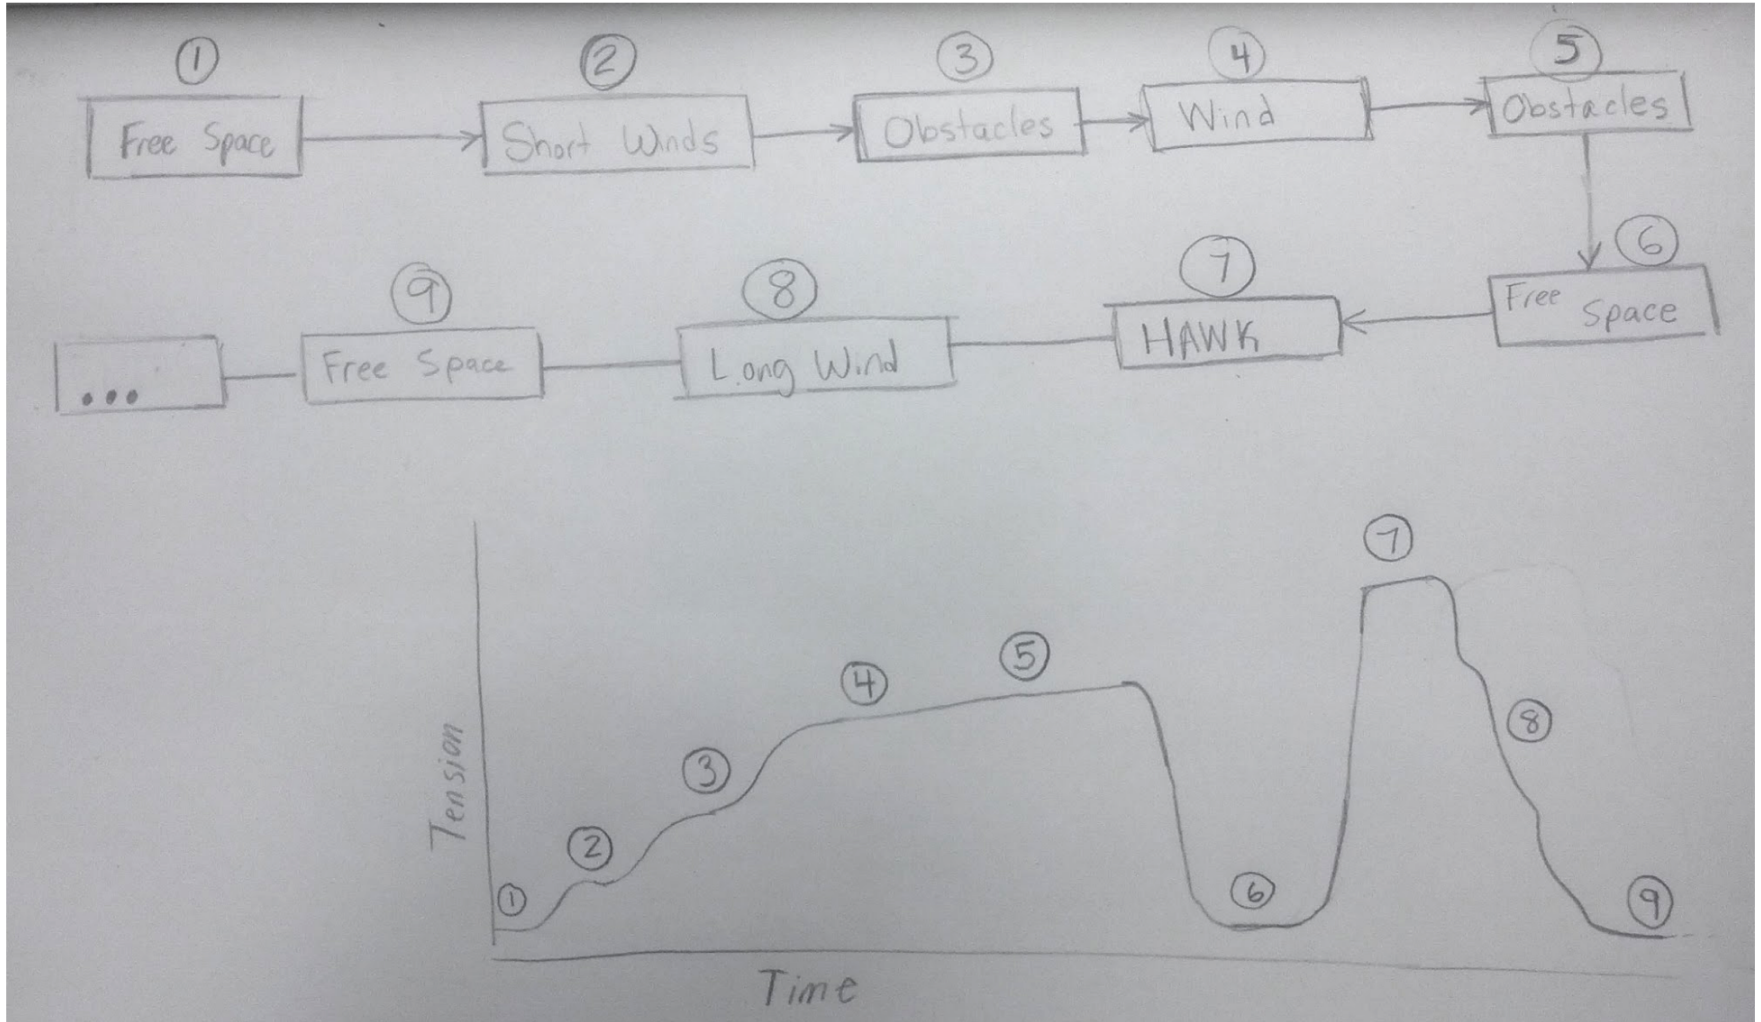 1
2
3
4
5
Free Space
Short Winds
Obstacles
Wind
Obstacles
6
7
8
9
Free
Space
HAWK
Long Wind
Free Space
...
7
5
4
3
8
2
1
6
9
Tension
Time